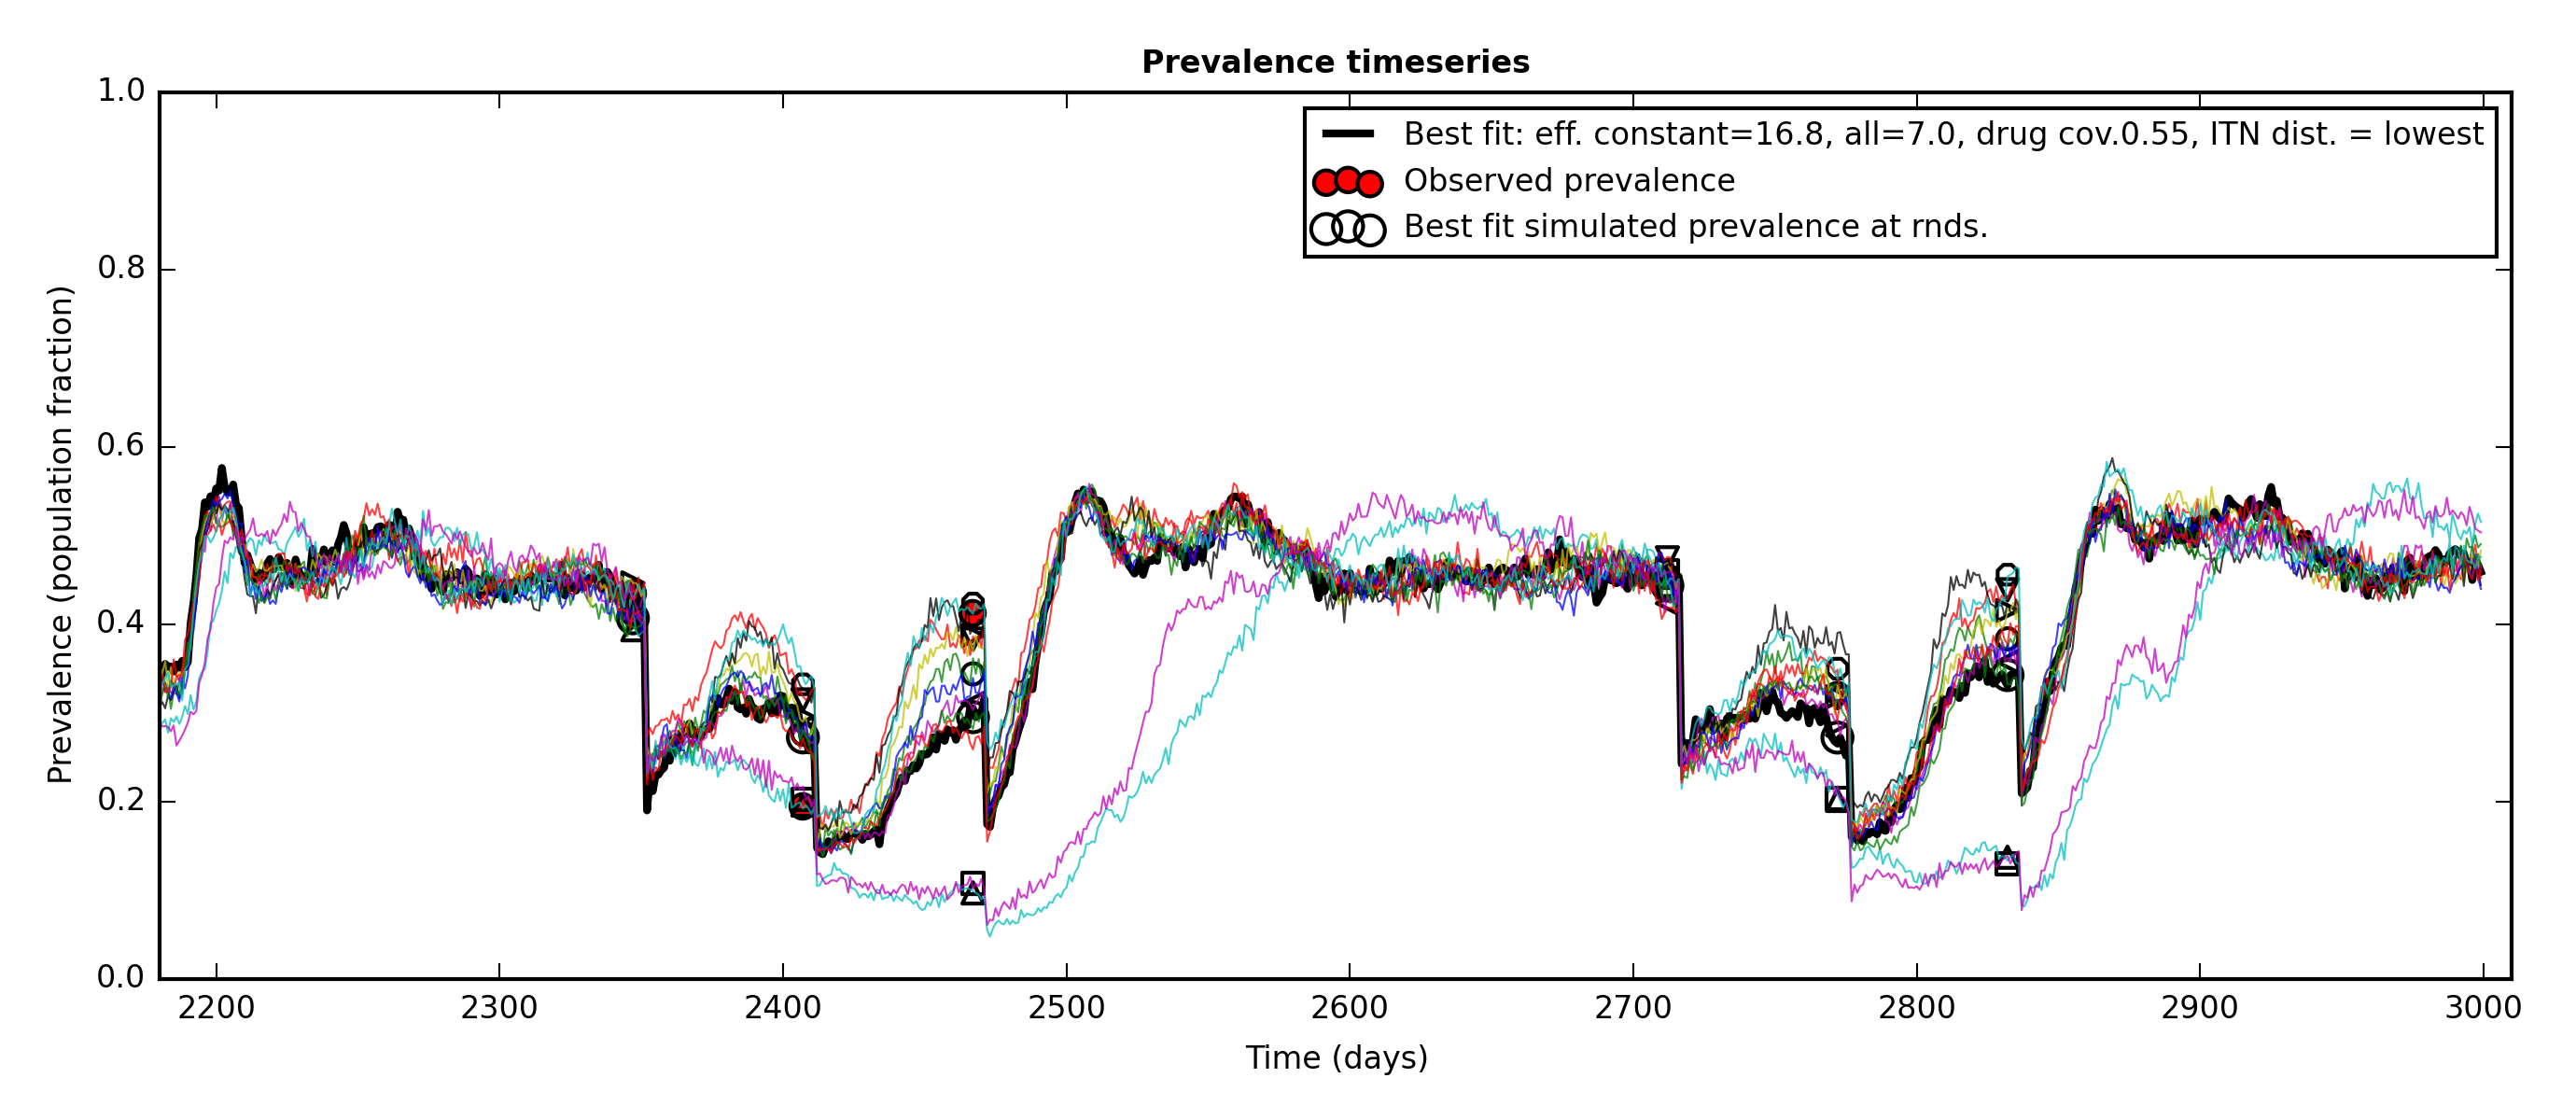 Prevalence timeseries
1.0
Best fit: eff. constant=16.8, all=7.0, drug cov.0.55, ITN dist. = lowest
Observed prevalence
Best fit simulated prevalence at rnds.
0.8
0.6
0.4
0.2
0.0
Prevalence (population fraction)
2200 2300 2400 2500 2600 2700 2800 2900 3000
Time (days)